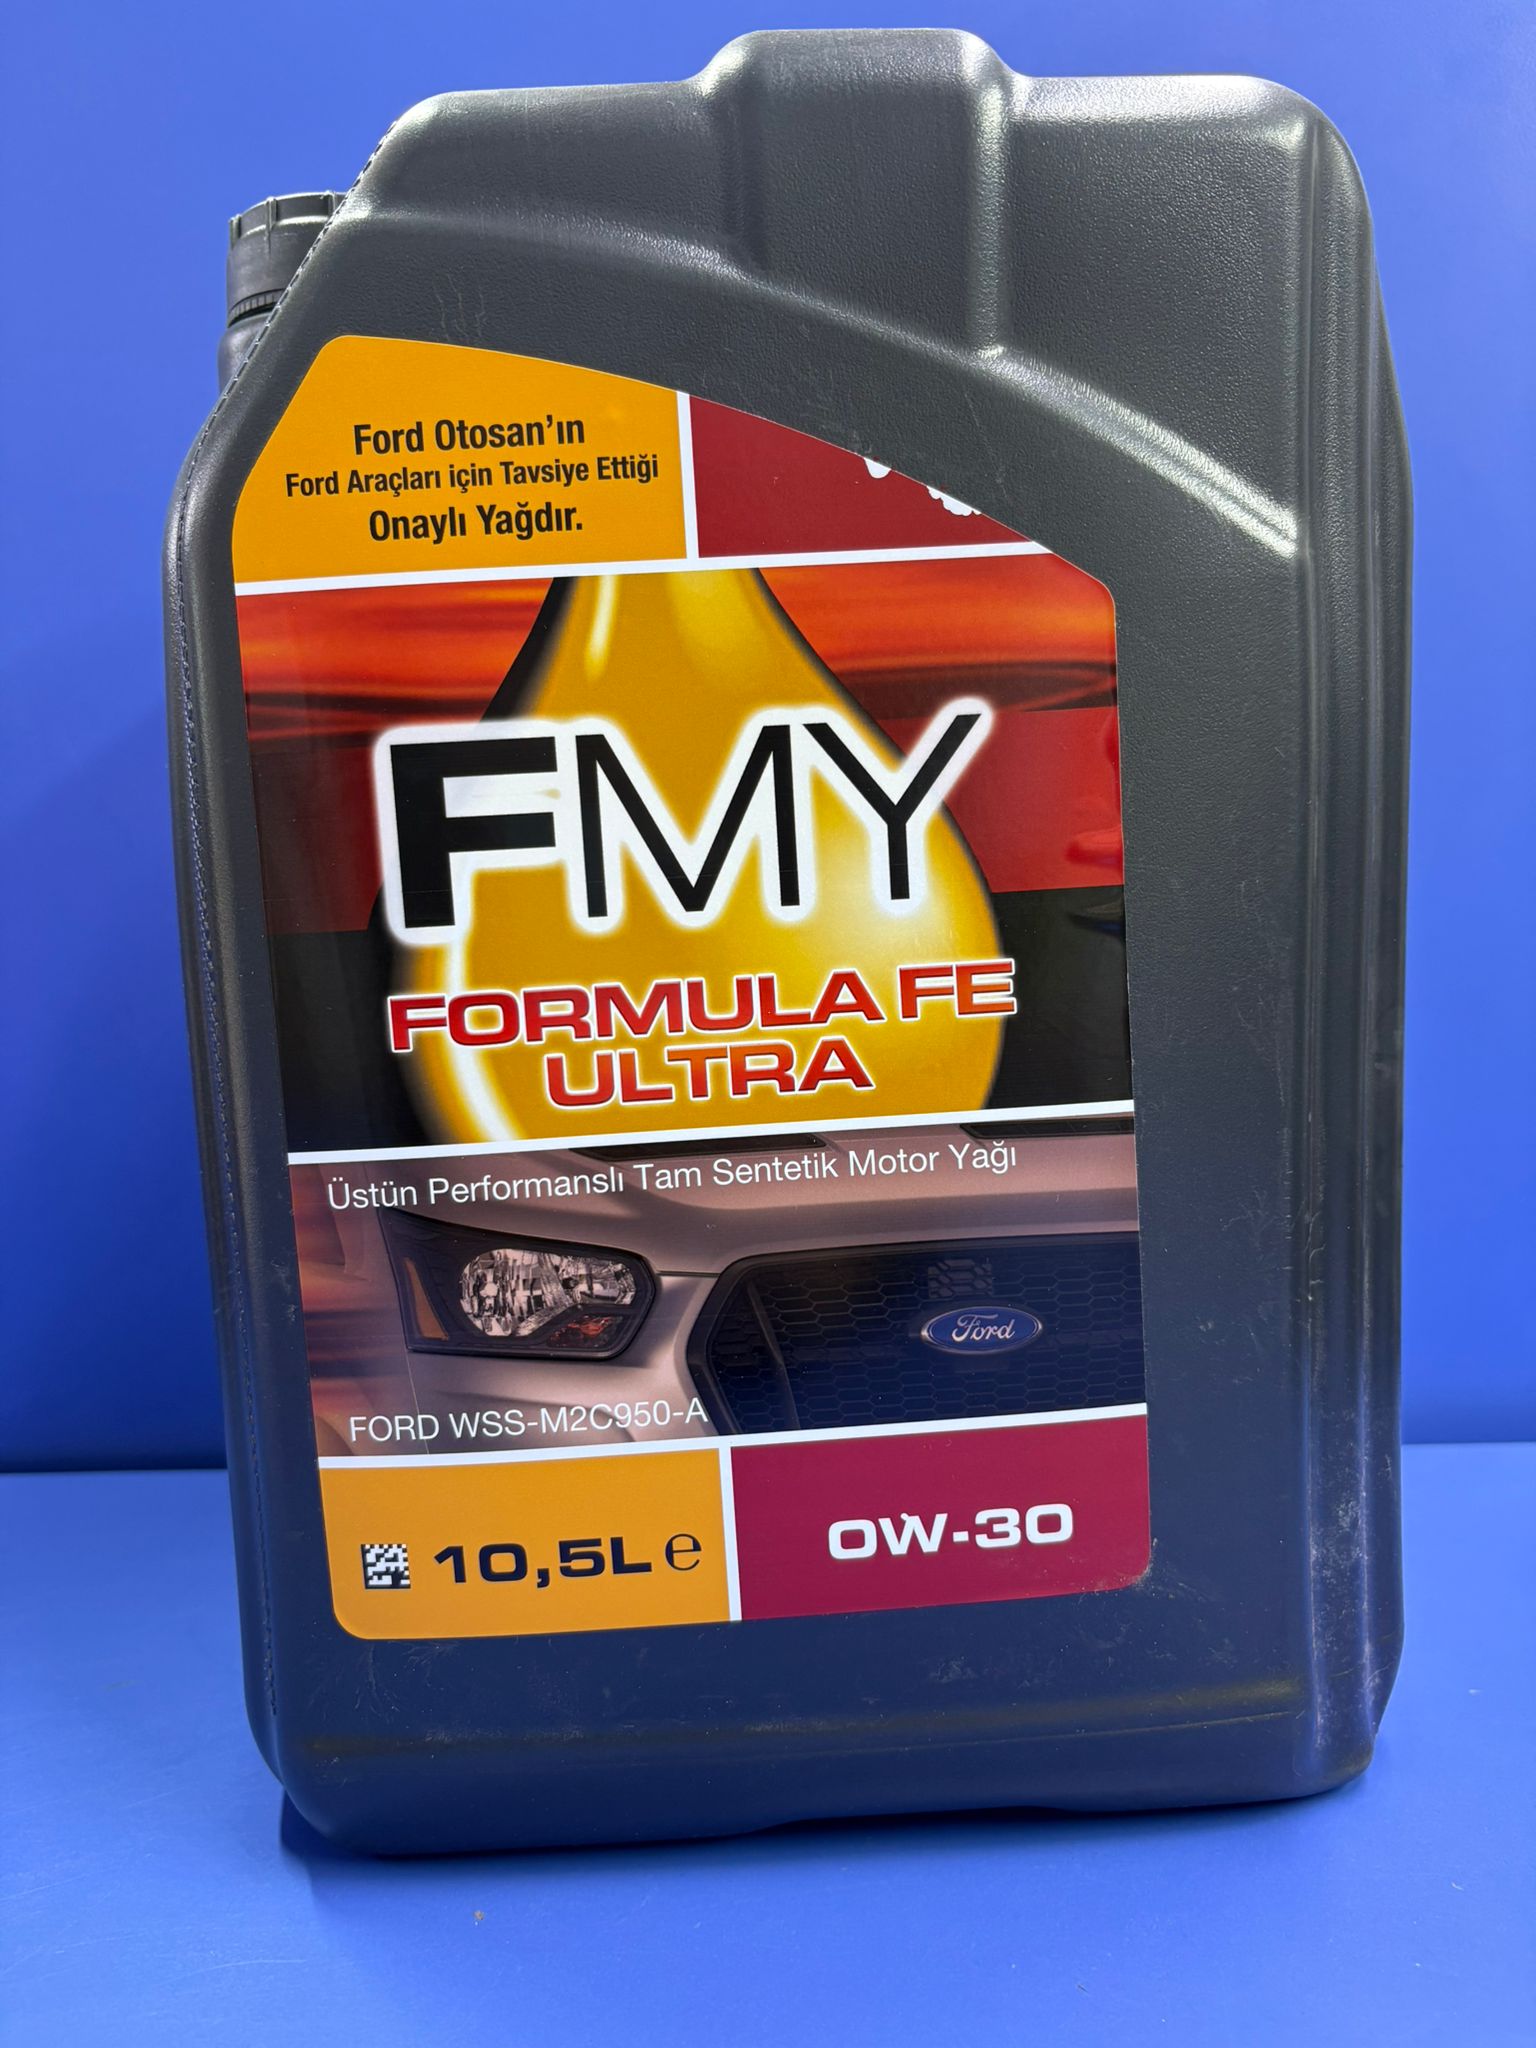 Ford Otosan'ın
Ford Araçları için Tavsiye Ettiği
Onaylı Yağdır.
FMY
FORMULA FE
ULTRA
Üstün Performanslı Tam Sentetik Motor Yağı
Ford
FORD WSS-M2C950-A
10,5L e
0W-30